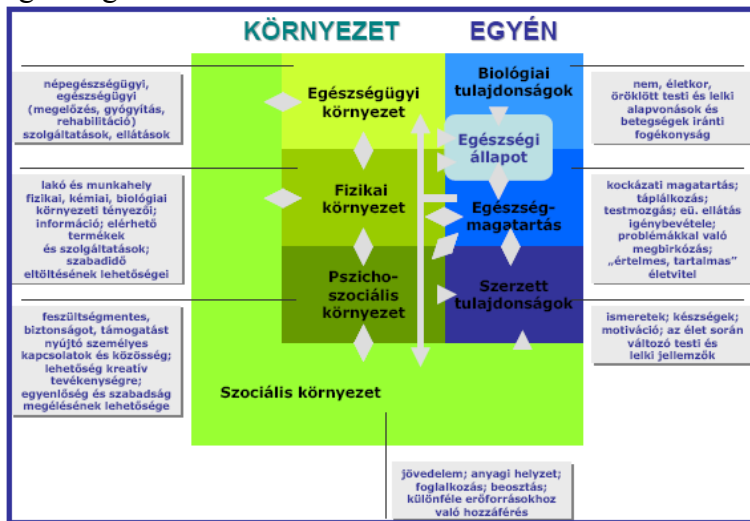 KÖRNYEZET
EGYÉN
népegészségügyi,
egészségügyi
(megelőzés, gyógyítás,
rehabilitáció)
szolgáltatások, ellátások
Egészségügyi
környezet
Biológiai
tulajdonságok
nem, életkor,
öröklött testi és lelki
alapvonások és
betegségek iránti
fogékonyság
Egészségi
állapot
lakó és munkahely
fizikai, kémiai, biológiai
környezeti tényezői;
információ; elérhető
termékek
és szolgáltatások;
szabadidő
eltöltésének lehetőségei
Fizikai
környezet
Egészség-
magatartás
kockázati magatartás;
táplálkozás;
testmozgás; eü. ellátás
igénybevétele;
problémákkal való
megbirkózás;
„értelmes, tartalmas"
életvitel
feszültségmentes,
biztonságot, támogatást
nyújtó személyes
kapcsolatok és közösség;
lehetőség kreatív
tevékenységre;
egyenlőség és szabadság
megélésének lehetősége
Pszicho-
szociális
környezet
Szerzett
tulajdonságok
ismeretek; készségek;
motiváció; az élet során
változó testi és
lelki jellemzők
Szociális környezet
jövedelem; anyagi helyzet;
foglalkozás; beosztás;
különféle erőforrásokhoz
való hozzáférés